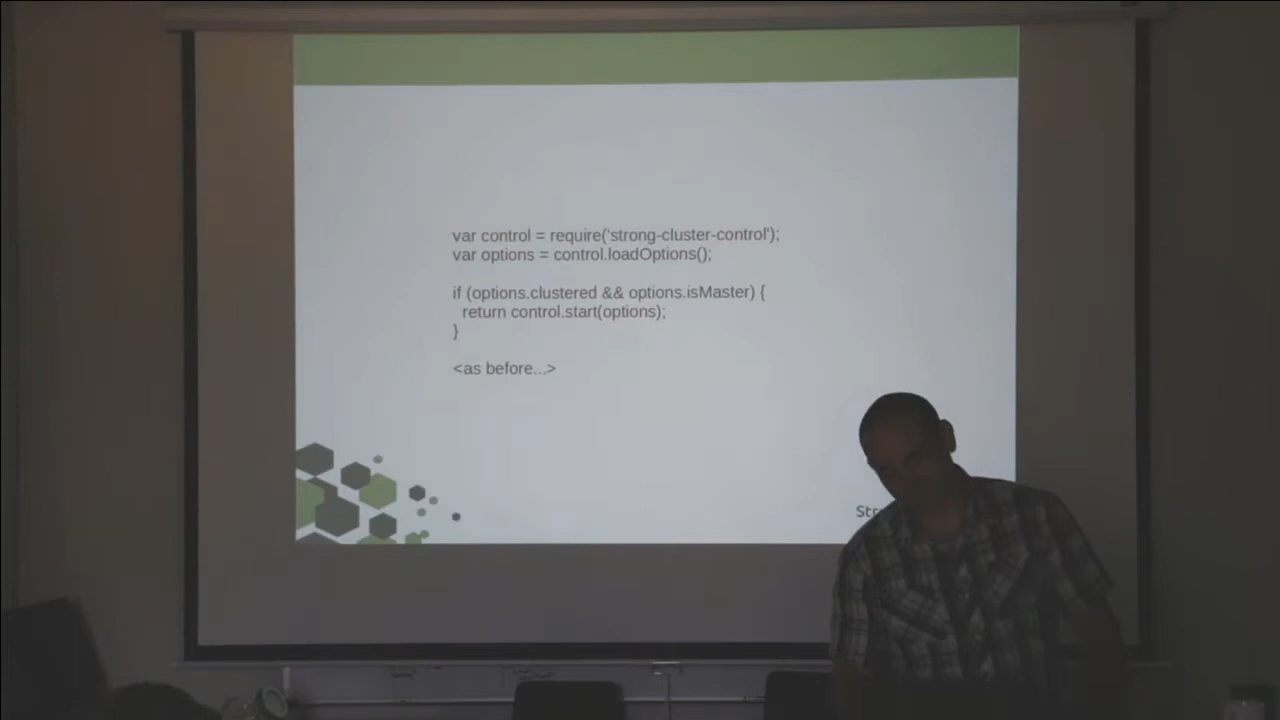 var control = require('strong-cluster-control');
var options = control.loadOptions();
if (options.clustered && options.isMaster) {
return control.start(options);
}
<as before...>